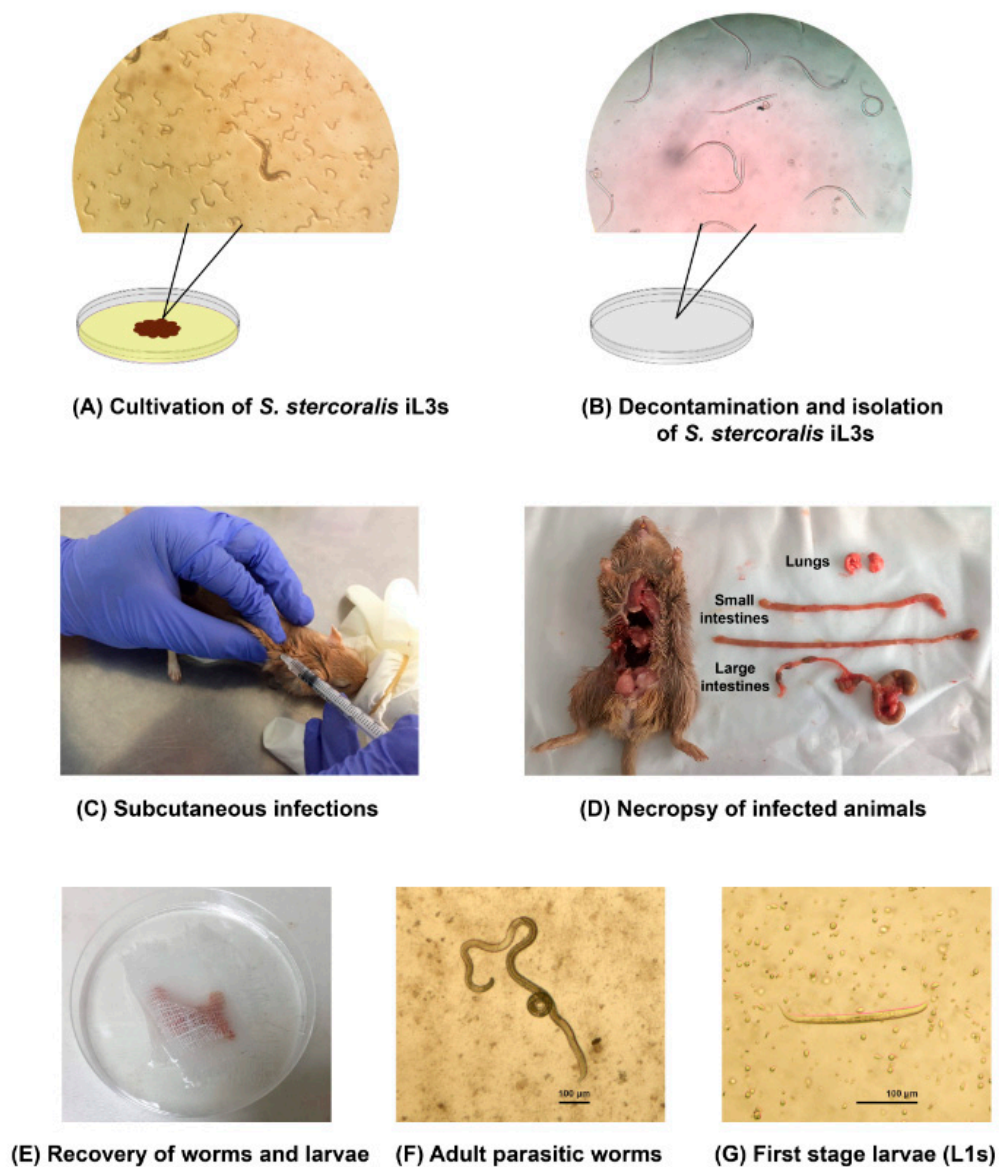 (A) Cultivation of S. stercoralis iL3s
(B) Decontamination and isolation
of S. stercoralis iL3s
Lungs
Small
intestines
Large
intestines
(C) Subcutaneous infections
(D) Necropsy of infected animals
100 µm
100 µm
(E) Recovery of worms and larvae
(F) Adult parasitic worms
(G) First stage larvae (L1s)